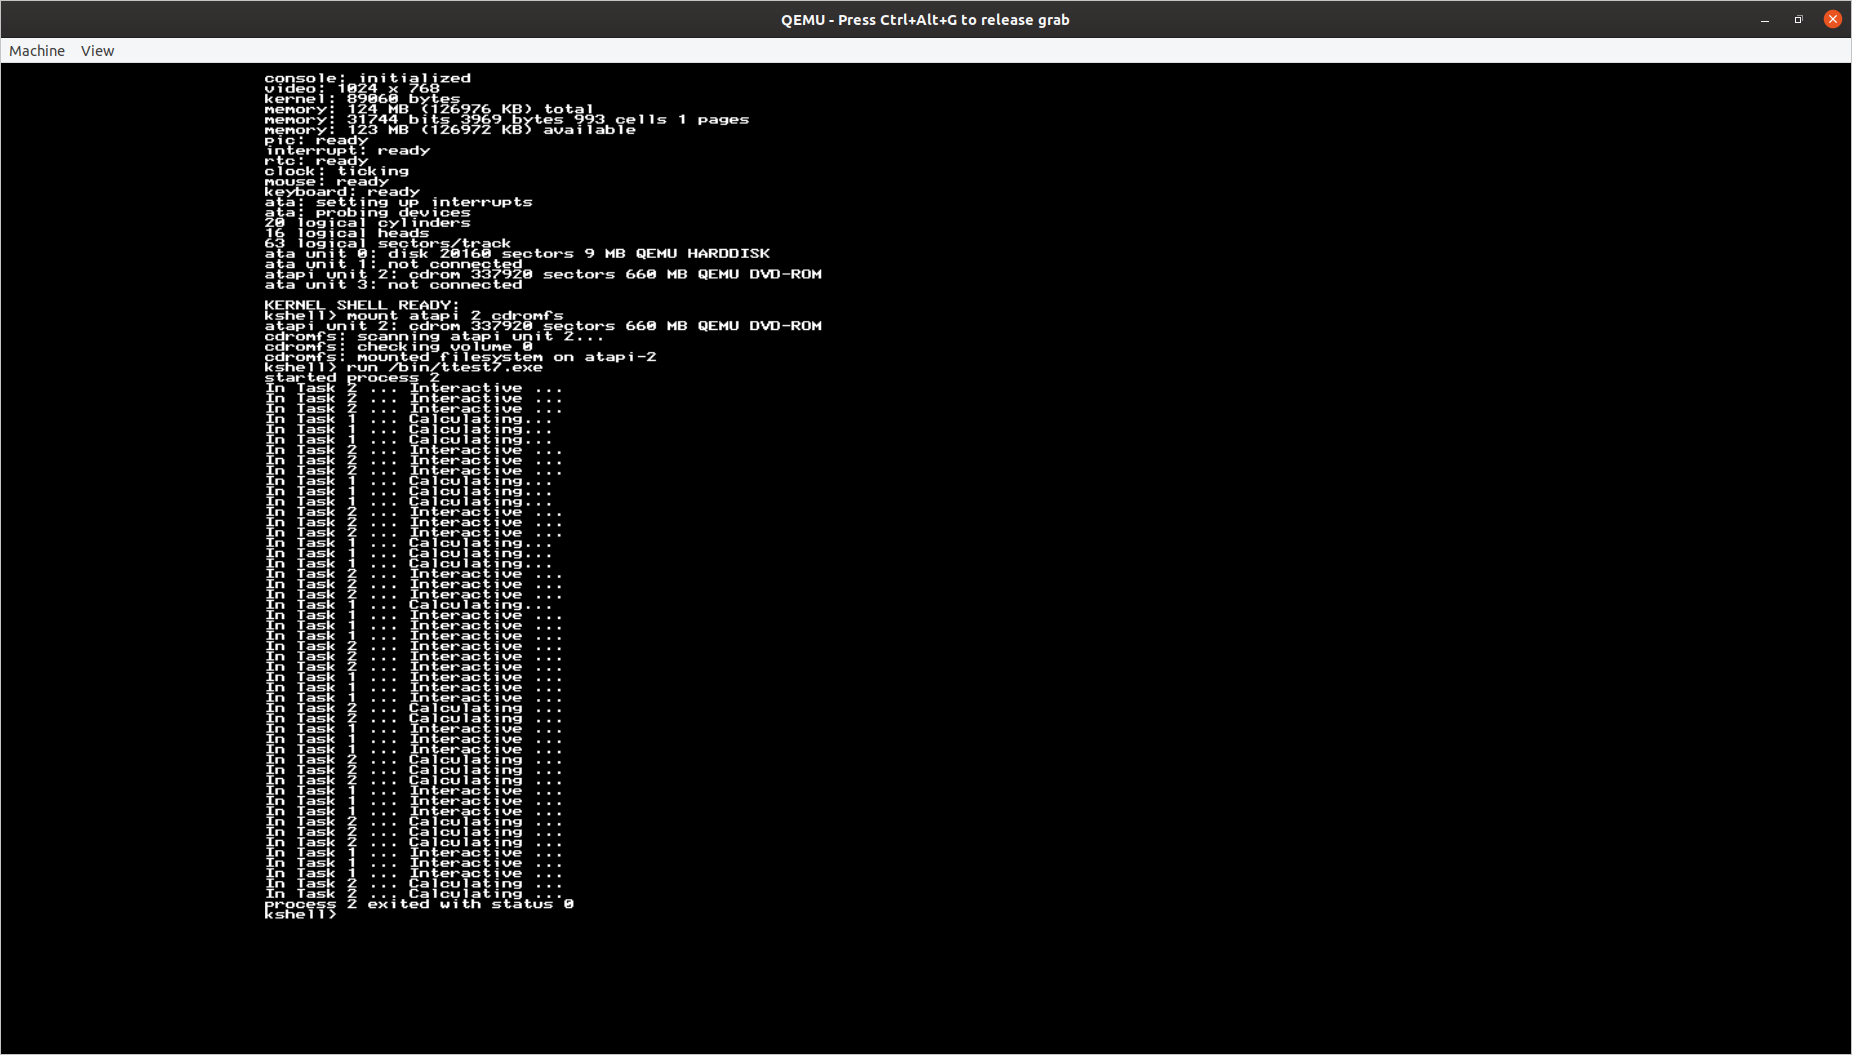 QEMU - Press Ctrl+Alt+G to release grab
Machine View
console: initialized
video: 1024 x 768
kernel: 89060 bytes
memory: 124 MB (126976 KB) total
memory: 31744 bits 3969 bytes 993 cells 1 pages
memory: 123 MB (126972 KB) available
pic: ready
interrupt: ready
rtc: ready
clock: ticking
mouse: ready
keyboard: ready
ata: setting up interrupts
ata: probing devices
20 logical cylinders
16 logical heads
63 logical sectors/track
ata unit 0: disk 20160 sectors 9 MB QEMU HARDDISK
ata unit 1: not connected
atapi unit 2: cdrom 337920 sectors 660 MB QEMU DVD-ROM
ata unit 3: not connected
KERNEL SHELL READY:
kshell> mount atapi 2 cdromfs
atapi unit 2: cdrom 337920 sectors 660 MB QEMU DVD-ROM
cdromfs: scanning atapi unit 2...
cdromfs: checking volume 0
cdromfs: mounted filesystem on atapi-2
kshell> run /bin/ttest7.exe
started process 2
In Task 2 ... Interactive ...
In Task 2 ... Interactive ...
In Task 2 ... Interactive ...
In Task 1 ... Calculating...
In Task 1 ... Calculating...
In Task 1 ... Calculating...
In Task 2 ... Interactive ...
In Task 2 ... Interactive ...
In Task 2 ... Interactive ...
In Task 1 ... Calculating...
In Task 1 ... Calculating...
In Task 1 ... Calculating...
In Task 2 ... Interactive ...
In Task 2 ... Interactive ...
In Task 2 ... Interactive ...
In Task 1 ... Calculating...
In Task 1 ... Calculating...
In Task 1 ... Calculating...
In Task 2 ... Interactive ...
In Task 2 ... Interactive ...
In Task 2 ... Interactive ...
In Task 1 ... Calculating...
In Task 1 ... Interactive ...
In Task 1 ... Interactive ...
In Task 1 ... Interactive ...
In Task 2 ... Interactive ...
In Task 2 ... Interactive ...
In Task 2 ... Interactive ...
In Task 1 ... Interactive ...
In Task 1 ... Interactive ...
In Task 1 ... Interactive ...
In Task 2 ... Calculating ...
In Task 2 ... Calculating ...
In Task 1 ... Interactive ...
In Task 1 ... Interactive ...
In Task 1 ... Interactive ...
In Task 2 ... Calculating ...
In Task 2 ... Calculating ...
In Task 2 ... Calculating ...
In Task 1 ... Interactive ...
In Task 1 ... Interactive ...
In Task 1 ... Interactive ...
In Task 2 ... Calculating ...
In Task 2 ... Calculating ...
In Task 2 ... Calculating ...
In Task 1 ... Interactive ...
In Task 1 ... Interactive ...
In Task 1 ... Interactive ...
In Task 2 ... Calculating ...
In Task 2 ... Calculating ...
process 2 exited with status 0
kshell>